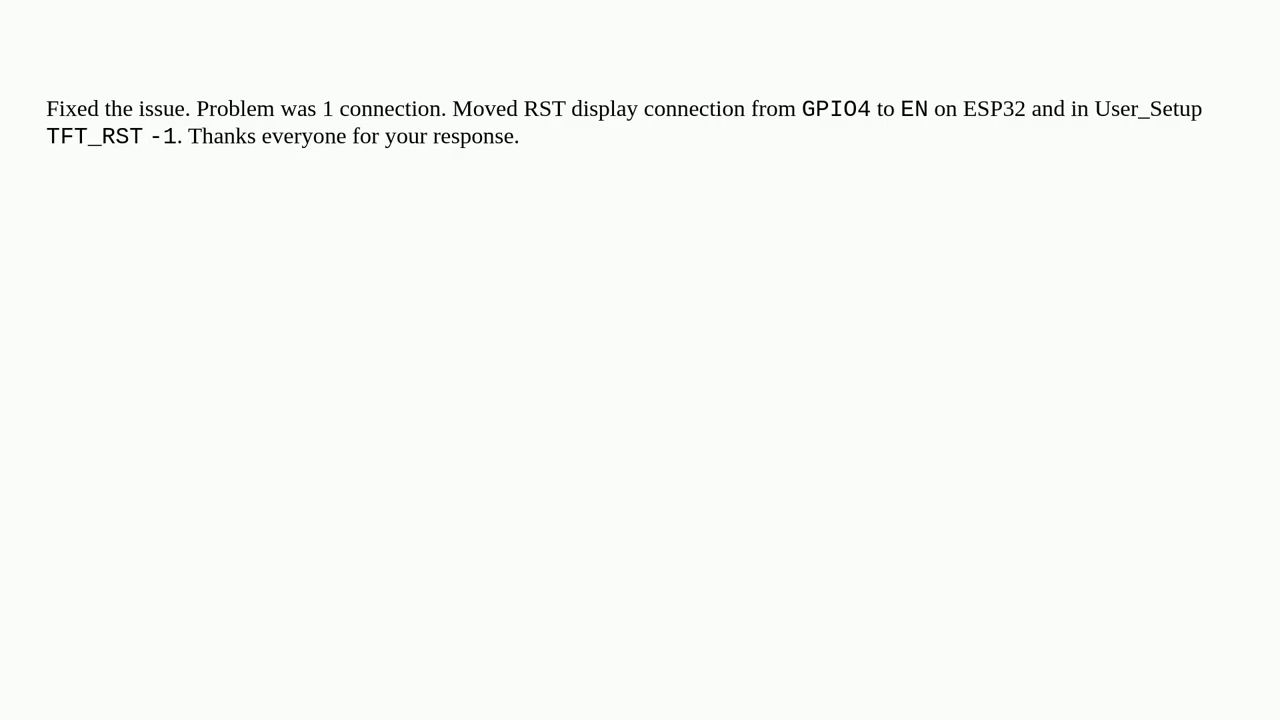 Fixed the issue. Problem was 1 connection. Moved RST display connection from GPIO4 to EN on ESP32 and in User_Setup
TFT_RST -1. Thanks everyone for your response.